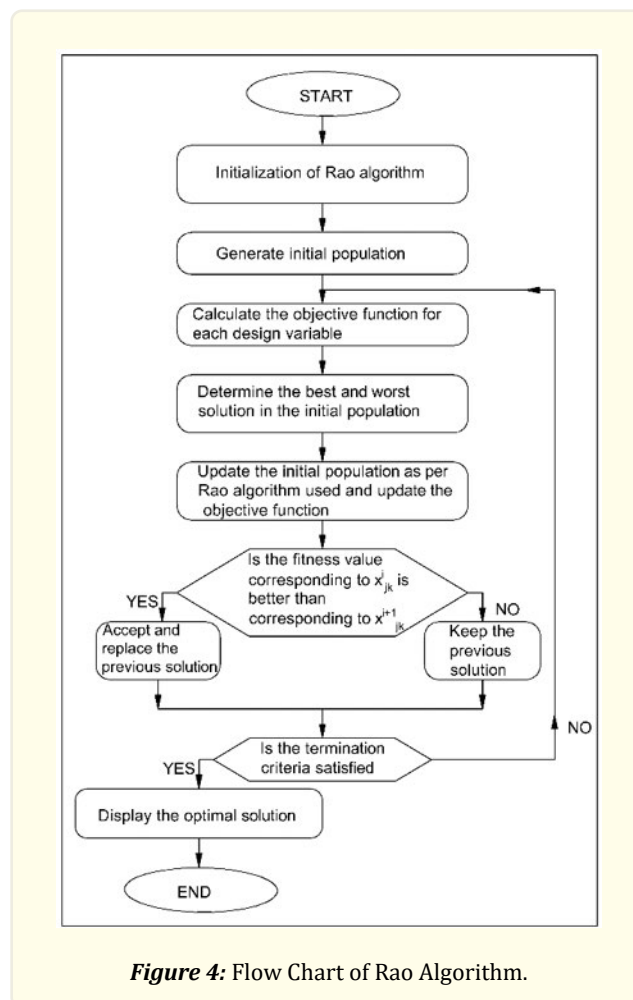 START
Initialization of Rao algorithm
Generate initial population
Calculate the objective function for
each design variable
Determine the best and worst
solution in the initial population
Update the initial population as per
Rao algorithm used and update the
objective function
Is the fitness value
corresponding to x^i_jk is
better than
corresponding to x^i+1_jk
YES
NO
Accept and
replace the
previous solution
Keep the
previous
solution
NO
Is the termination
criteria satisfied
YES
Display the optimal solution
END
Figure 4: Flow Chart of Rao Algorithm.